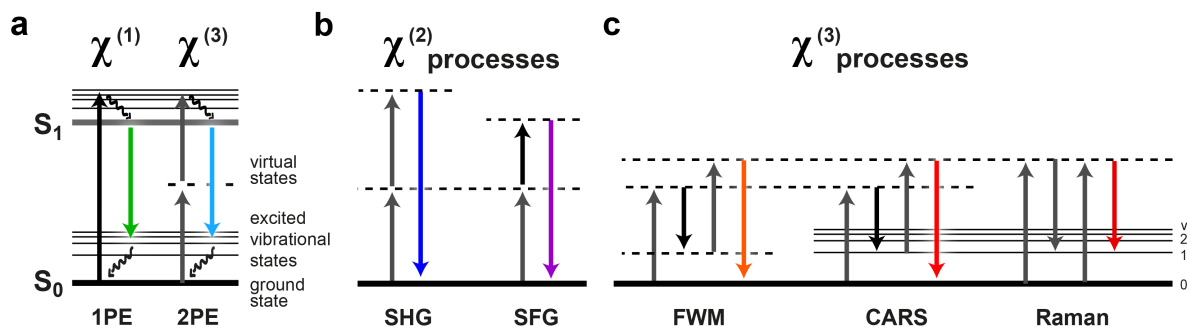 a
χ(1)
χ(3)
S1
S0
virtual
states
excited
vibrational
states
ground
state
1PE
2PE
b
χ(2)processes
SHG
SFG
c
χ(3)processes
v
2
1
0
FWM
CARS
Raman